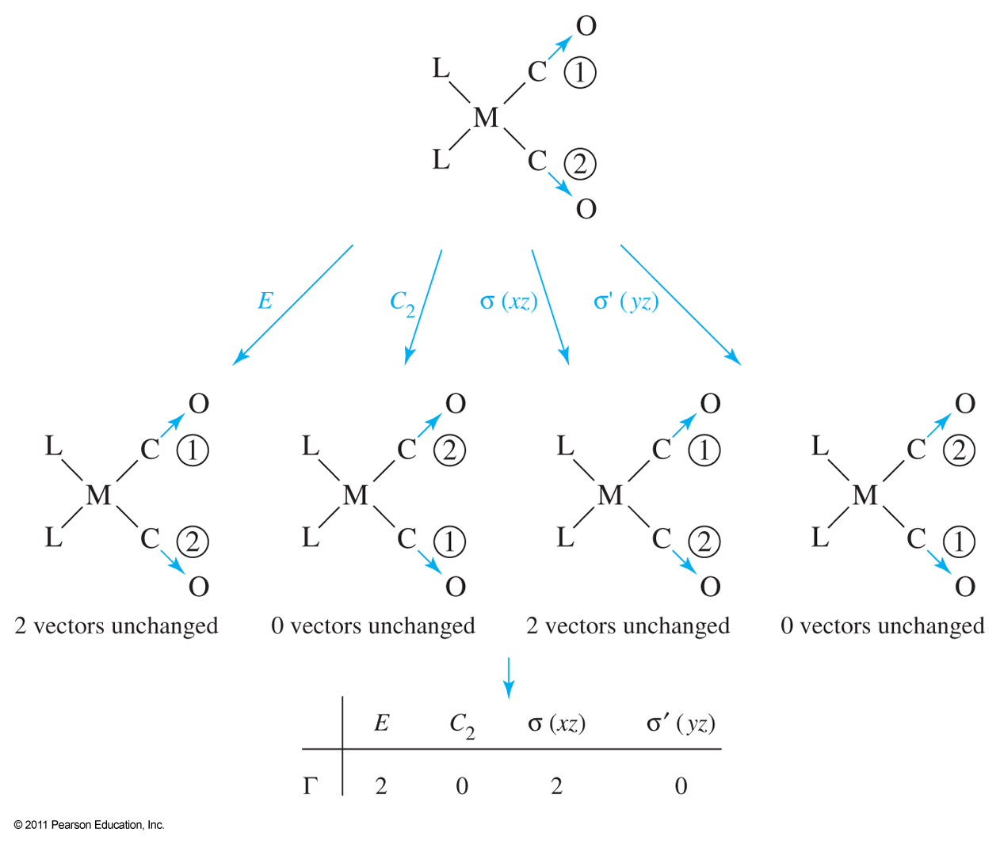 O
L C ①
M
L C ②
O
E C₂ σ (xz) σ' (yz)
O O O O
L C ① L C ② L C ① L C ②
M M M M
L C ② L C ① L C ② L C ①
O O O O
2 vectors unchanged 0 vectors unchanged 2 vectors unchanged 0 vectors unchanged
E C₂ σ (xz) σ′ (yz)
Γ 2 0 2 0
© 2011 Pearson Education, Inc.